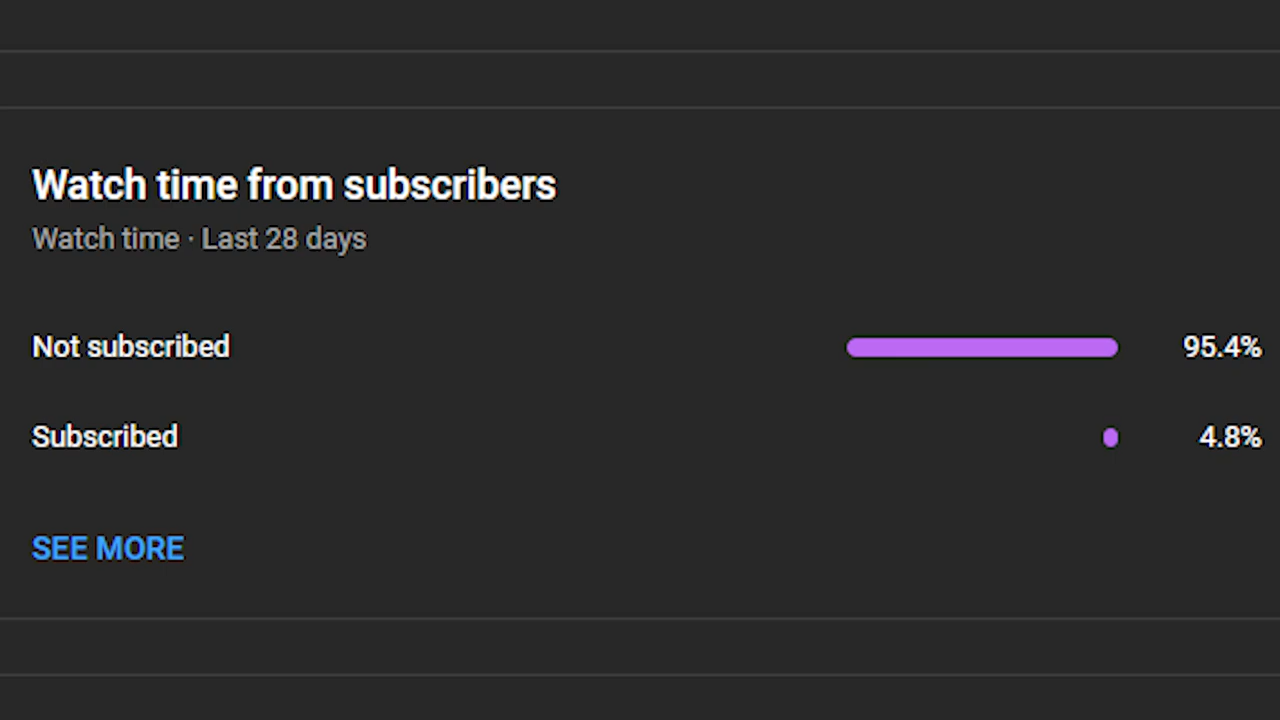 Watch time from subscribers
Watch time · Last 28 days
Not subscribed 95.4%
Subscribed 4.8%
SEE MORE